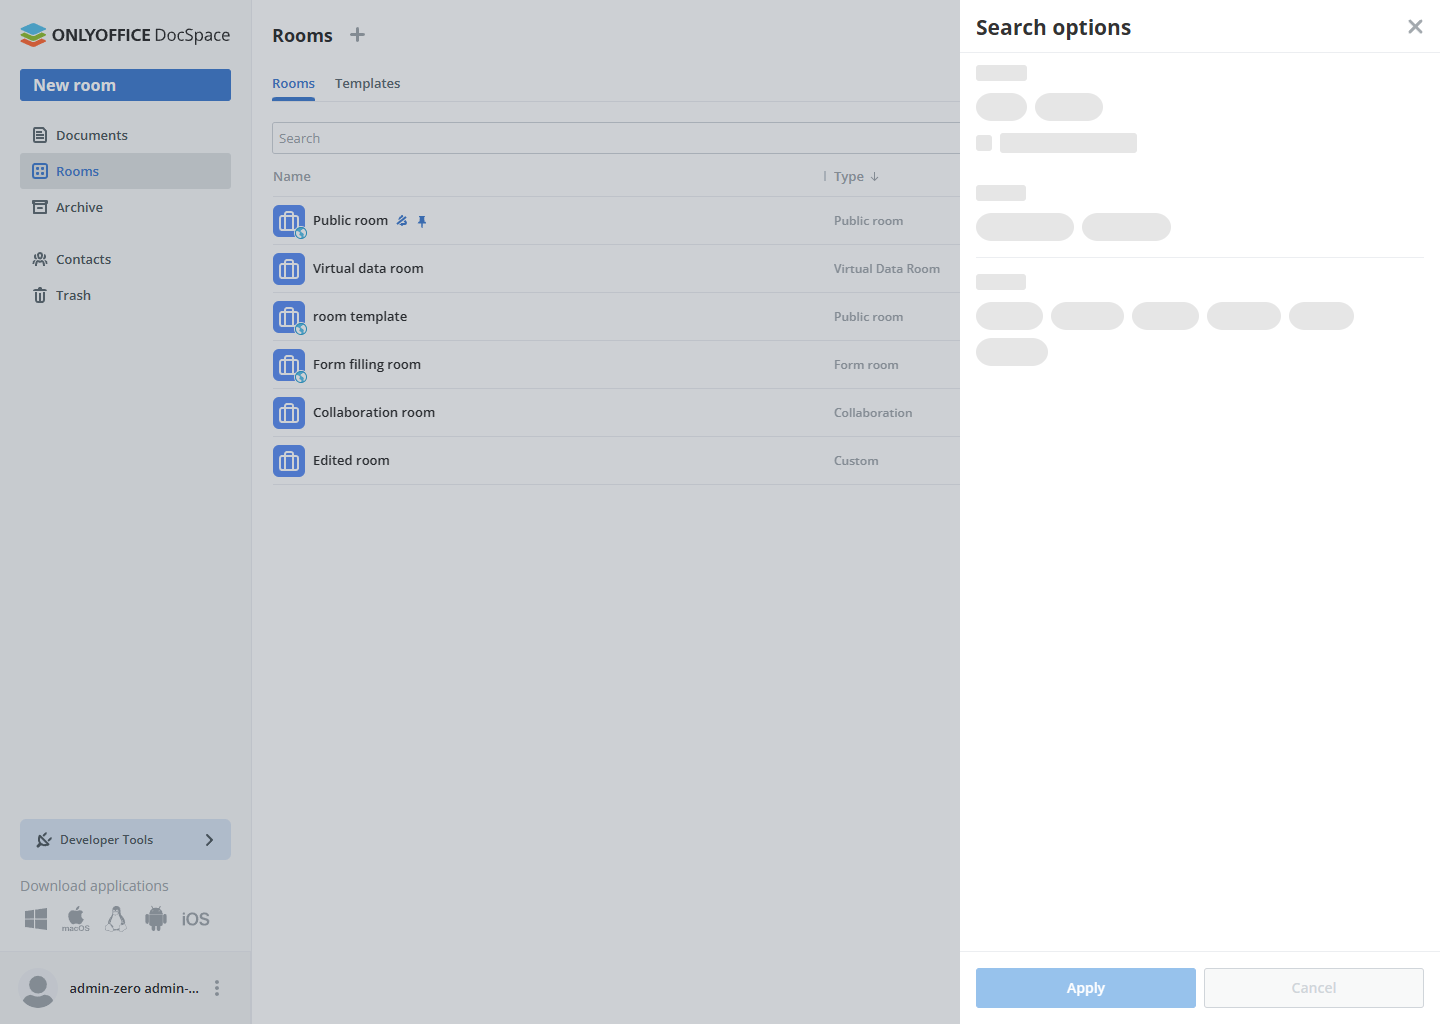 ONLYOFFICE DocSpace
New room
Documents
Rooms
Archive
Contacts
Trash
Developer Tools
Download applications
macOS
iOS
admin-zero admin-...
Rooms
Rooms Templates
Search
Name Type
Public room Public room
Virtual data room Virtual Data Room
room template Public room
Form filling room Form room
Collaboration room Collaboration
Edited room Custom
Search options
Apply Cancel